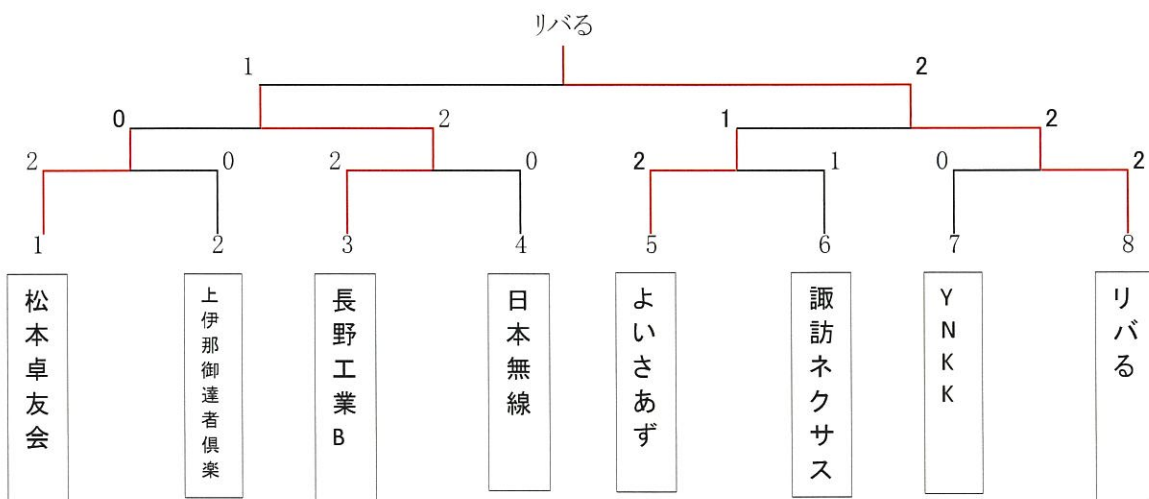 リバる
1 2
0 2 1 2
2 0 2 0 2 1 0 2
1 2 3 4 5 6 7 8
松本卓友会
上伊那御達者倶楽
長野工業B
日本無線
よいさあず
諏訪ネクサス
YNKK
リバる